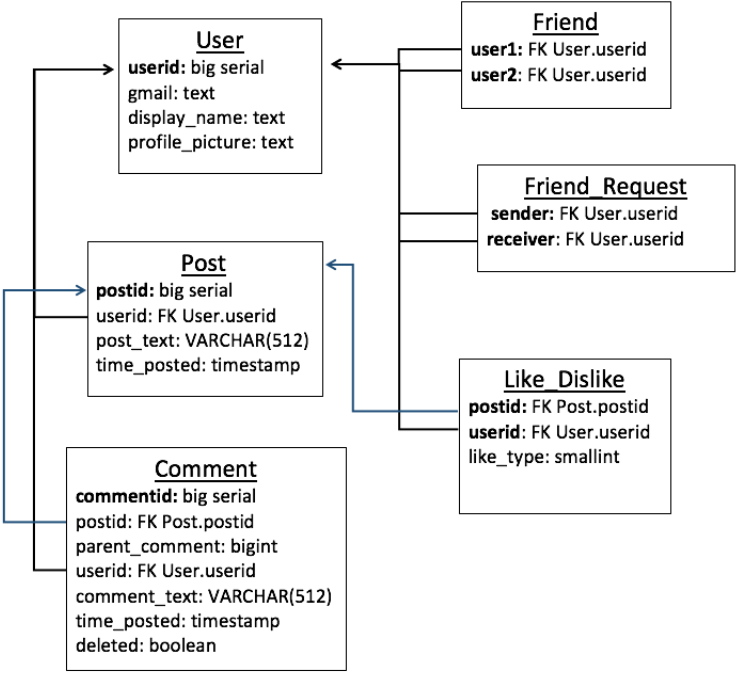 User
userid: big serial
gmail: text
display_name: text
profile_picture: text
Friend
user1: FK User.userid
user2: FK User.userid
Friend_Request
sender: FK User.userid
receiver: FK User.userid
Post
postid: big serial
userid: FK User.userid
post_text: VARCHAR(512)
time_posted: timestamp
Like_Dislike
postid: FK Post.postid
userid: FK User.userid
like_type: smallint
Comment
commentid: big serial
postid: FK Post.postid
parent_comment: bigint
userid: FK User.userid
comment_text: VARCHAR(512)
time_posted: timestamp
deleted: boolean